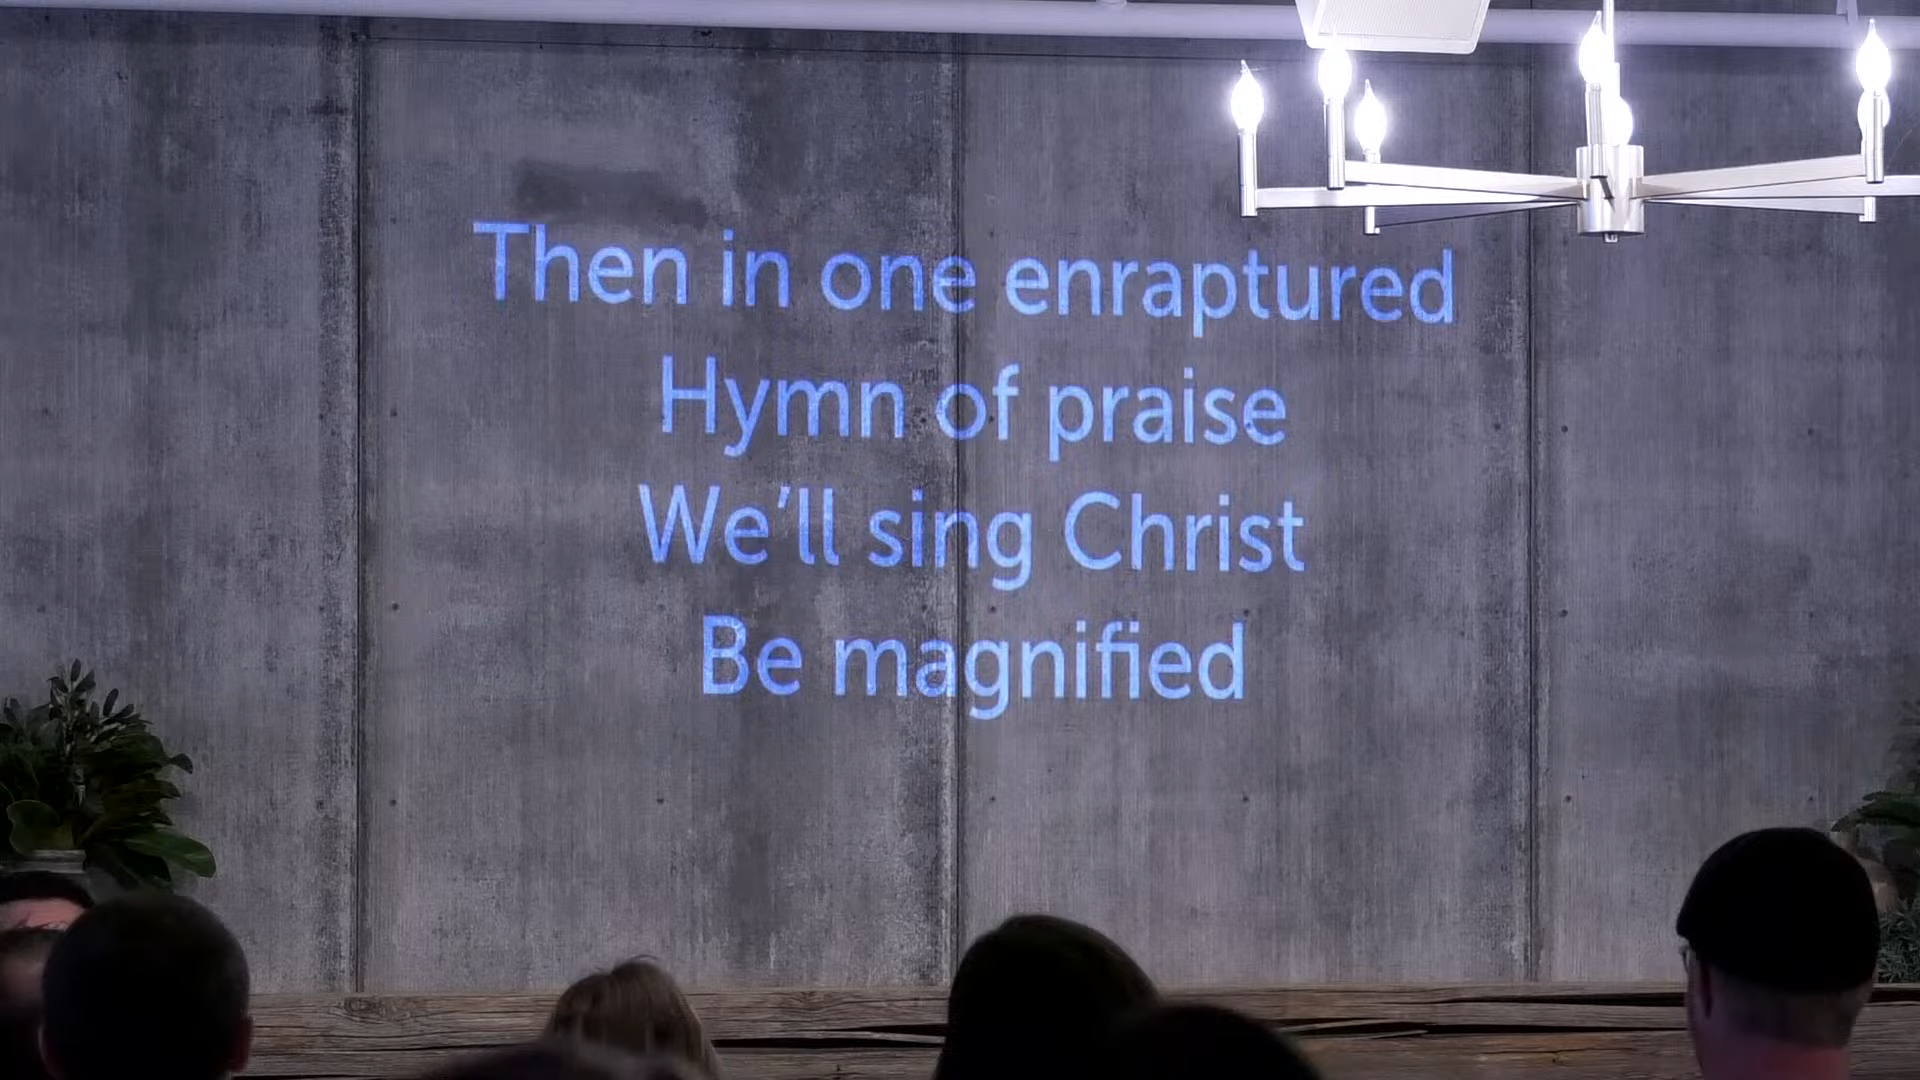 Then in one enraptured
Hymn of praise
We'll sing Christ
Be magnified